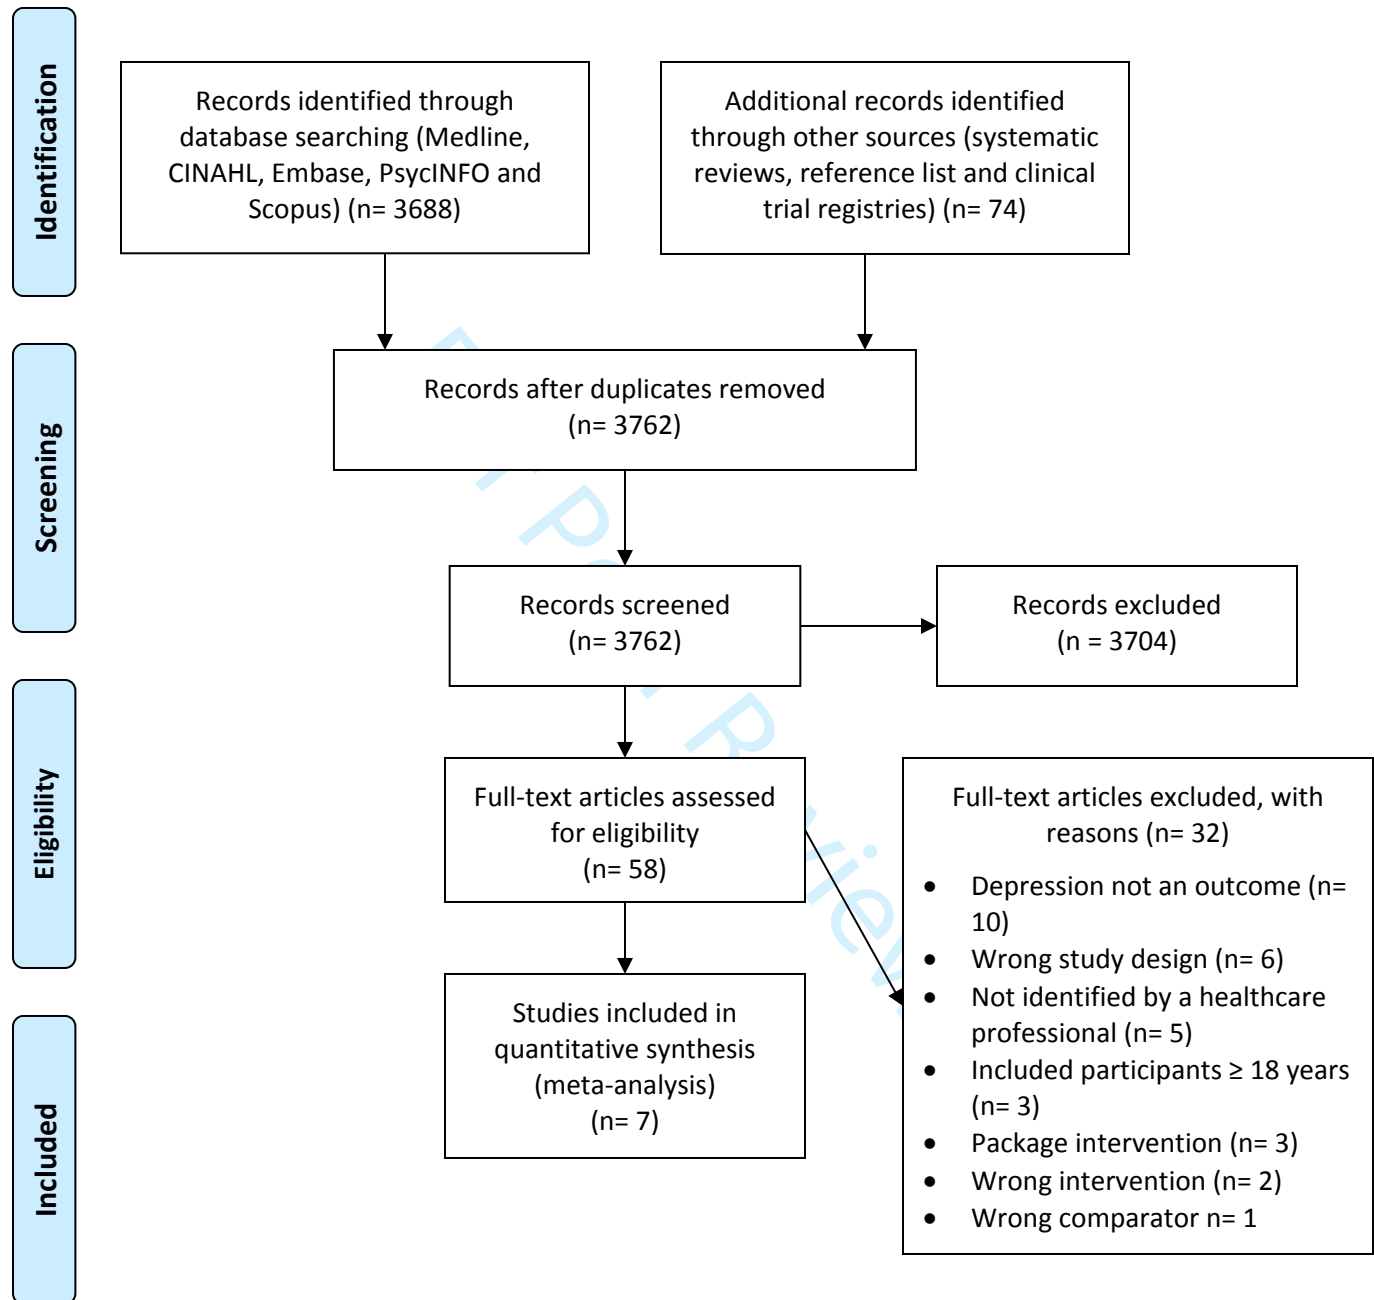 Identification
Records identified through
database searching (Medline,
CINAHL, Embase, PsycINFO and
Scopus) (n= 3688)
Additional records identified
through other sources (systematic
reviews, reference list and clinical
trial registries) (n= 74)
Screening
Records after duplicates removed
(n= 3762)
Records screened
(n= 3762)
Records excluded
(n = 3704)
Eligibility
Full-text articles assessed
for eligibility
(n= 58)
Full-text articles excluded, with
reasons (n= 32)
• Depression not an outcome (n=
10)
• Wrong study design (n= 6)
• Not identified by a healthcare
professional (n= 5)
• Included participants ≥ 18 years
(n= 3)
• Package intervention (n= 3)
• Wrong intervention (n= 2)
• Wrong comparator n= 1
Included
Studies included in
quantitative synthesis
(meta-analysis)
(n= 7)